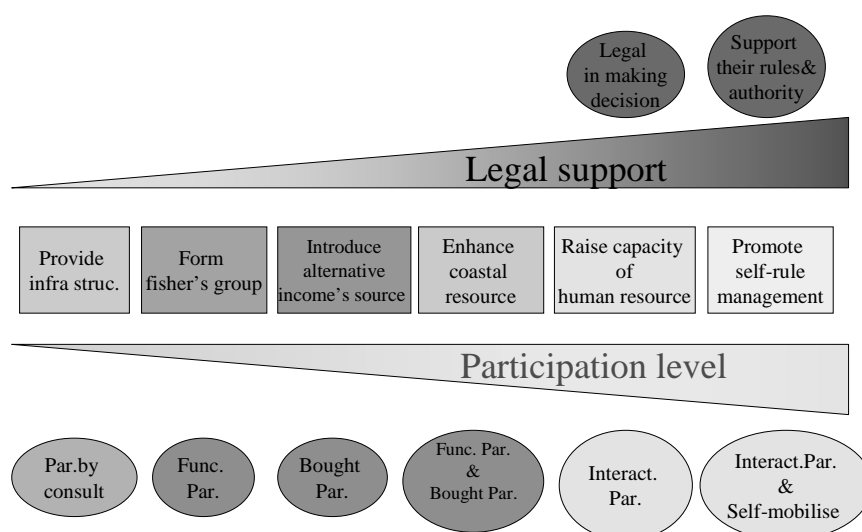 Legal
in making
decision
Support
their rules&
authority
Legal support
Provide
infra struc.
Form
fisher’s group
Introduce
alternative
income’s source
Enhance
coastal
resource
Raise capacity
of
human resource
Promote
self-rule
management
Participation level
Par.by
consult
Func.
Par.
Bought
Par.
Func. Par.
&
Bought Par.
Interact.
Par.
Interact.Par.
&
Self-mobilise